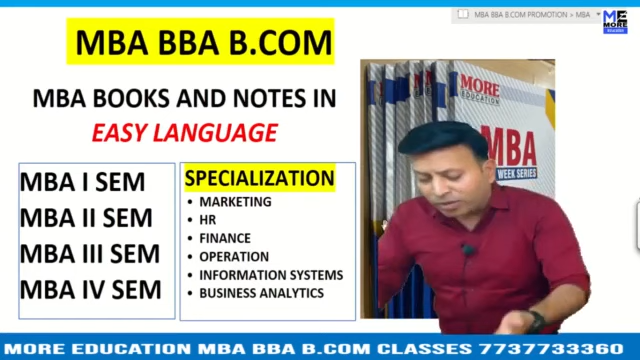 MBA BBA B.COM
MBA BBA B.COM PROMOTION > MBA
ME
MORE
MBA BOOKS AND NOTES IN
EASY LANGUAGE
MBA I SEM
MBA II SEM
MBA III SEM
MBA IV SEM
SPECIALIZATION
• MARKETING
• HR
• FINANCE
• OPERATION
• INFORMATION SYSTEMS
• BUSINESS ANALYTICS
MORE
EDUCATION
MBA
WEEK SERIES
MORE EDUCATION MBA BBA B.COM CLASSES 7737733360